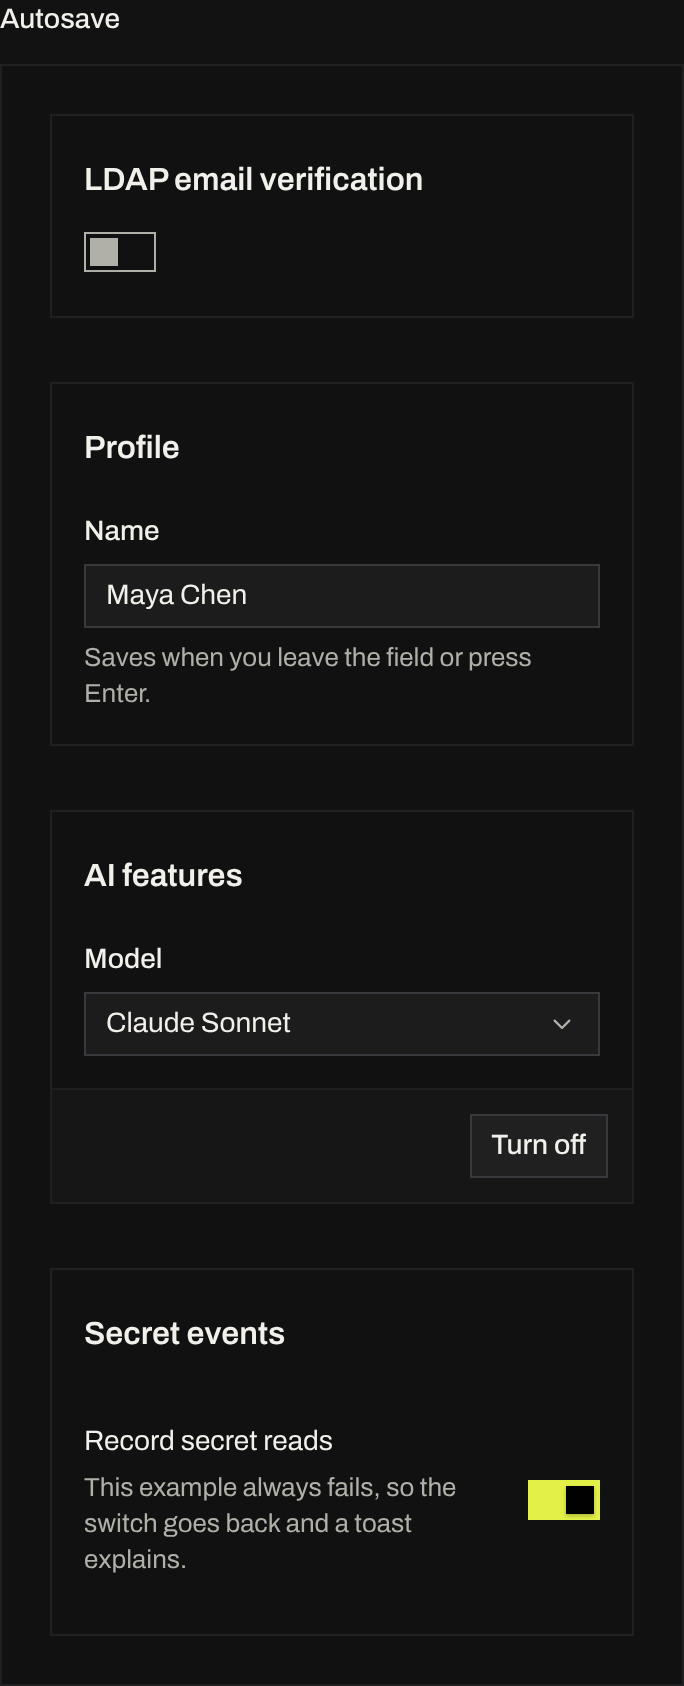 Autosave
LDAP email verification
Profile
Name
Maya Chen
Saves when you leave the field or press
Enter.
AI features
Model
Claude Sonnet
Turn off
Secret events
Record secret reads
This example always fails, so the
switch goes back and a toast
explains.